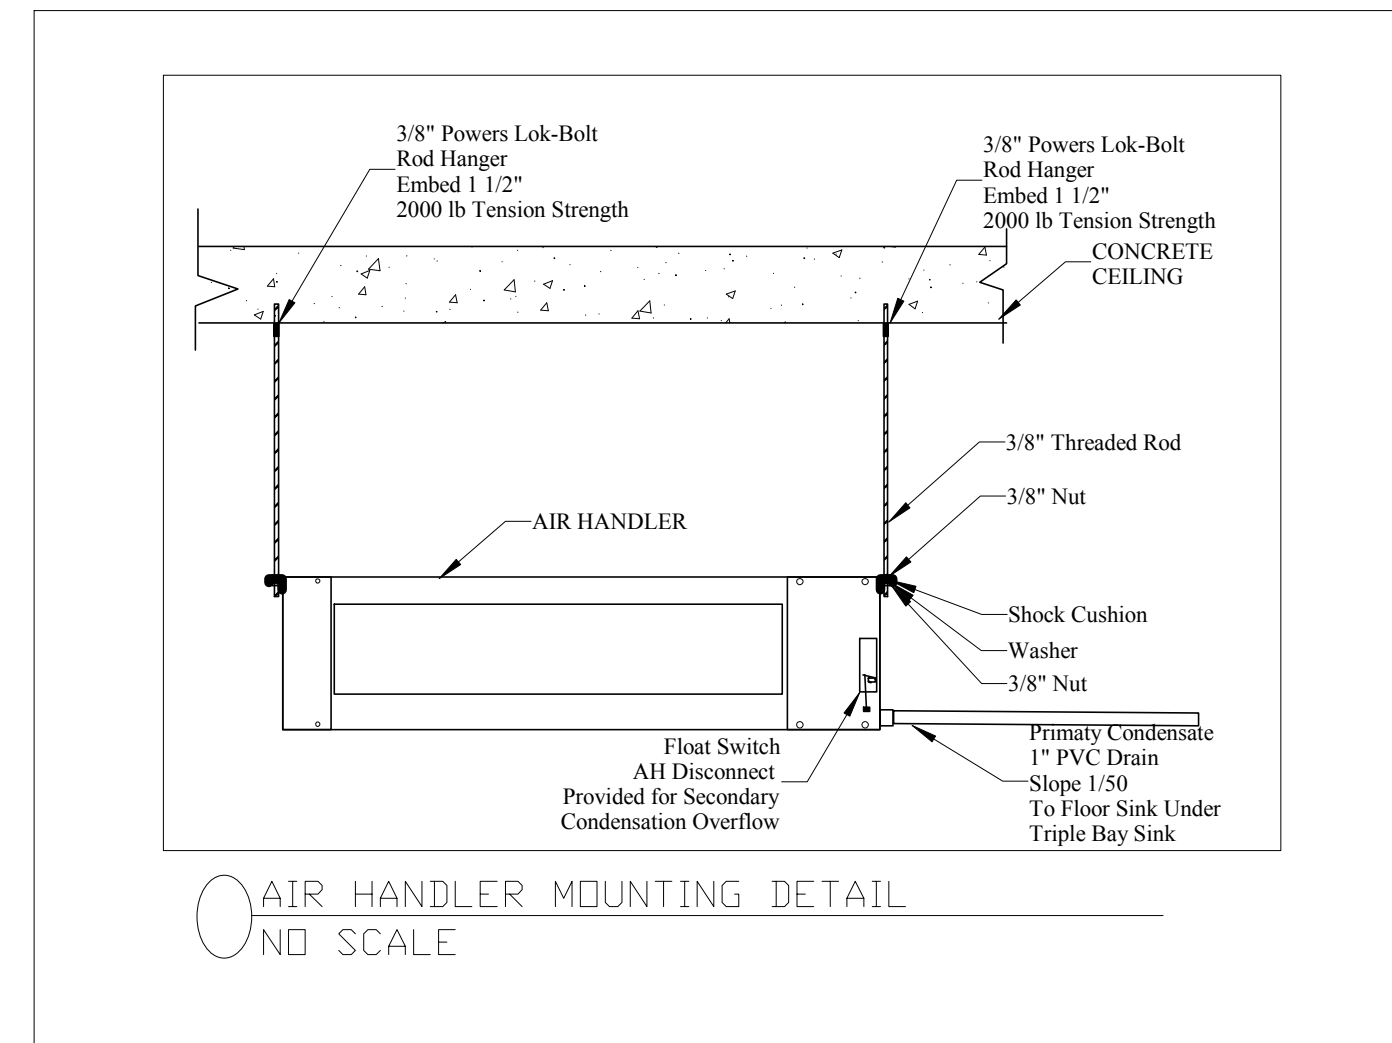 3/8" Powers Lok-Bolt
Rod Hanger
Embed 1 1/2"
2000 lb Tension Strength
3/8" Powers Lok-Bolt
Rod Hanger
Embed 1 1/2"
2000 lb Tension Strength
CONCRETE
CEILING
3/8" Threaded Rod
3/8" Nut
AIR HANDLER
Shock Cushion
Washer
3/8" Nut
Float Switch
AH Disconnect
Provided for Secondary
Condensation Overflow
Primaty Condensate
1" PVC Drain
Slope 1/50
To Floor Sink Under
Triple Bay Sink
AIR HANDLER MOUNTING DETAIL
NO SCALE